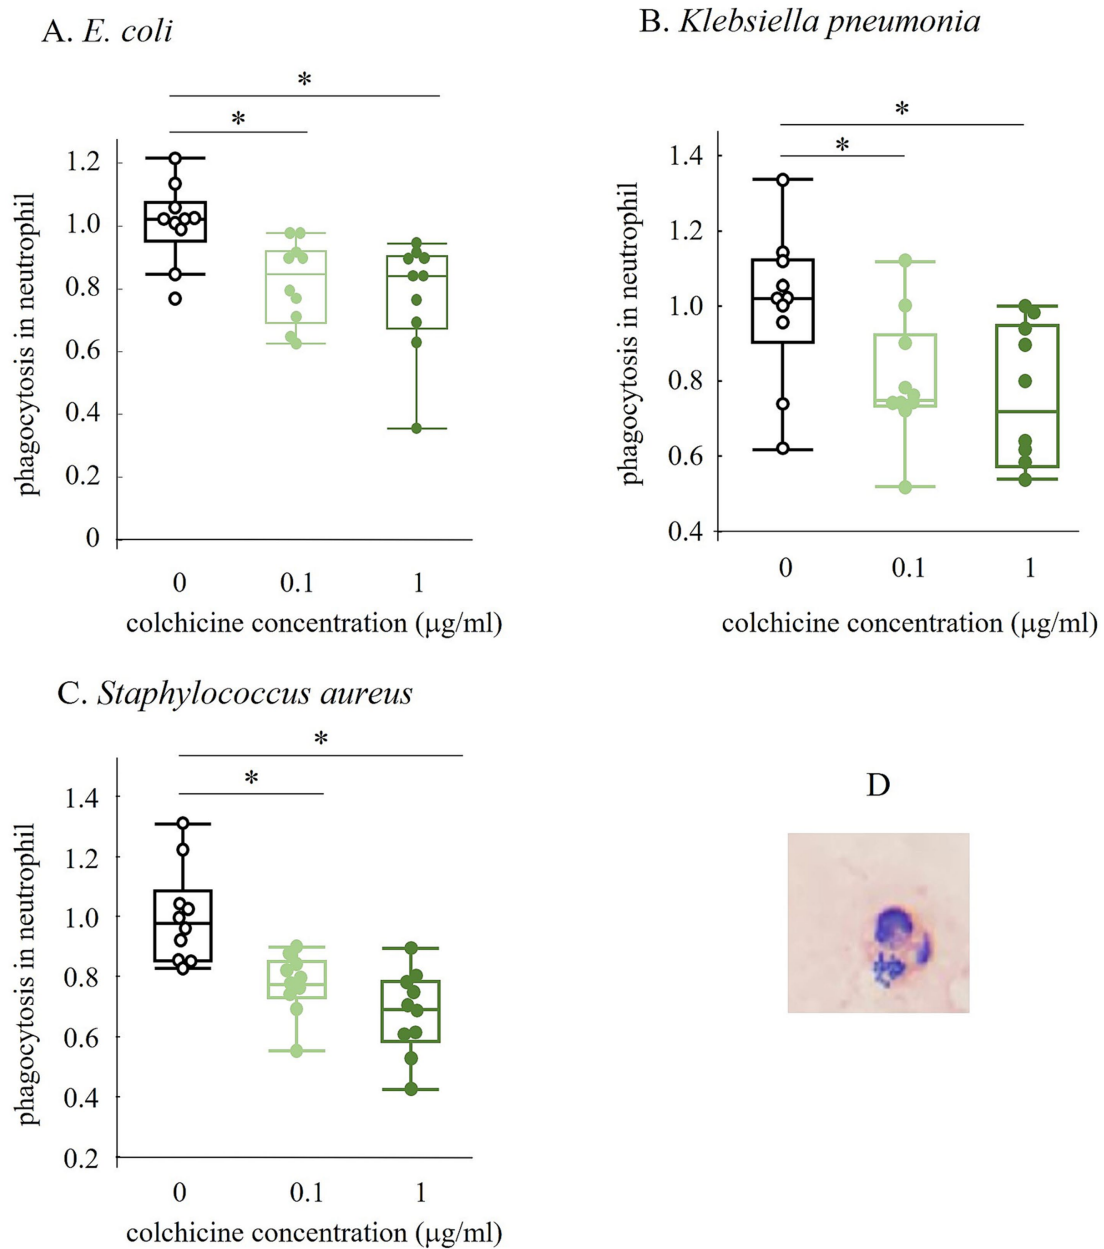 A. E. coli
*
*
1.2
1.0
0.8
0.6
0.4
0.2
0
phagocytosis in neutrophil
0 0.1 1
colchicine concentration (µg/ml)
B. Klebsiella pneumonia
*
*
1.4
1.2
1.0
0.8
0.6
0.4
phagocytosis in neutrophil
0 0.1 1
colchicine concentration (µg/ml)
C. Staphylococcus aureus
*
*
1.4
1.2
1.0
0.8
0.6
0.4
0.2
phagocytosis in neutrophil
0 0.1 1
colchicine concentration (µg/ml)
D